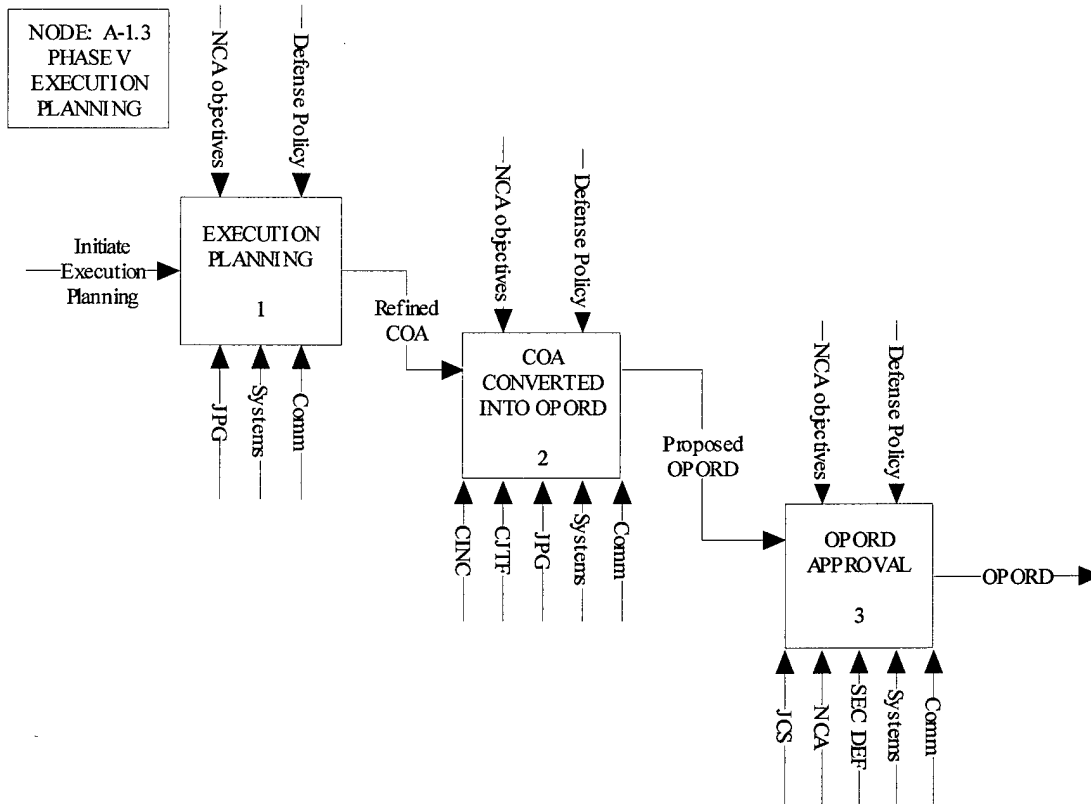 NODE: A-1.3
PHASE V
EXECUTION
PLANNING
NCA objectives
Defense Policy
Initiate
Execution
Planning
EXECUTION
PLANNING
1
JPG
Systems
Comm
Refined
COA
NCA objectives
Defense Policy
COA
CONVERTED
INTO OPORD
2
CINC
CJTF
JPG
Systems
Comm
Proposed
OPORD
NCA objectives
Defense Policy
OPORD
APPROVAL
3
JCS
NCA
SEC DEF
Systems
Comm
OPORD